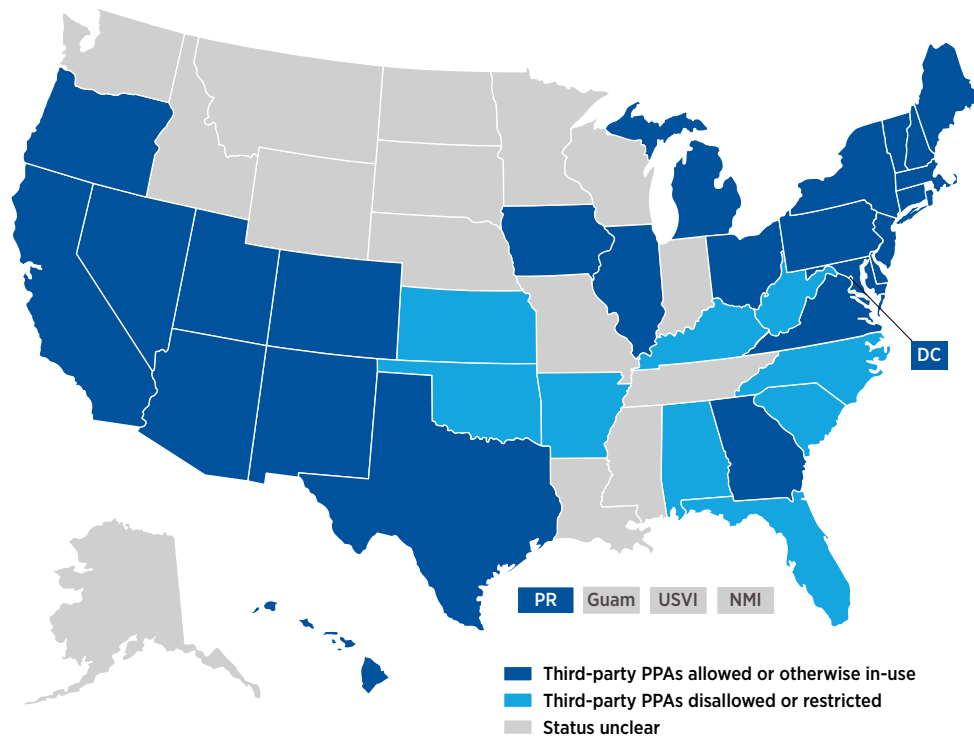 DC
PR Guam USVI NMI
Third-party PPAs allowed or otherwise in-use
Third-party PPAs disallowed or restricted
Status unclear